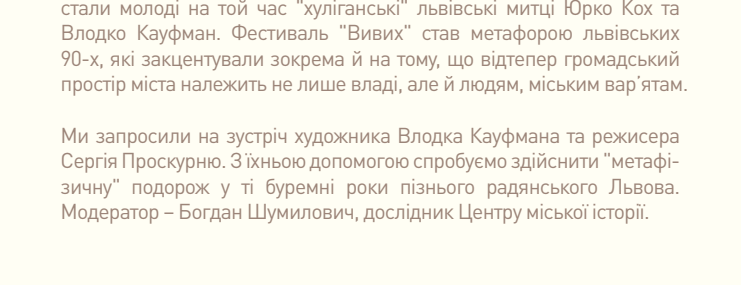 стали молоді на той час "хуліганські" львівські митці Юрко Кох та
Влодко Кауфман. Фестиваль "Вивих" став метафорою львівських
90-х, які закцентували зокрема й на тому, що відтепер громадський
простір міста належить не лише владі, але й людям, міським вар'ятам.
Ми запросили на зустріч художника Влодка Кауфмана та режисера
Сергія Проскурню. З їхньою допомогою спробуємо здійснити "метафі-
зичну" подорож у ті буремні роки пізнього радянського Львова.
Модератор – Богдан Шумилович, дослідник Центру міської історії.